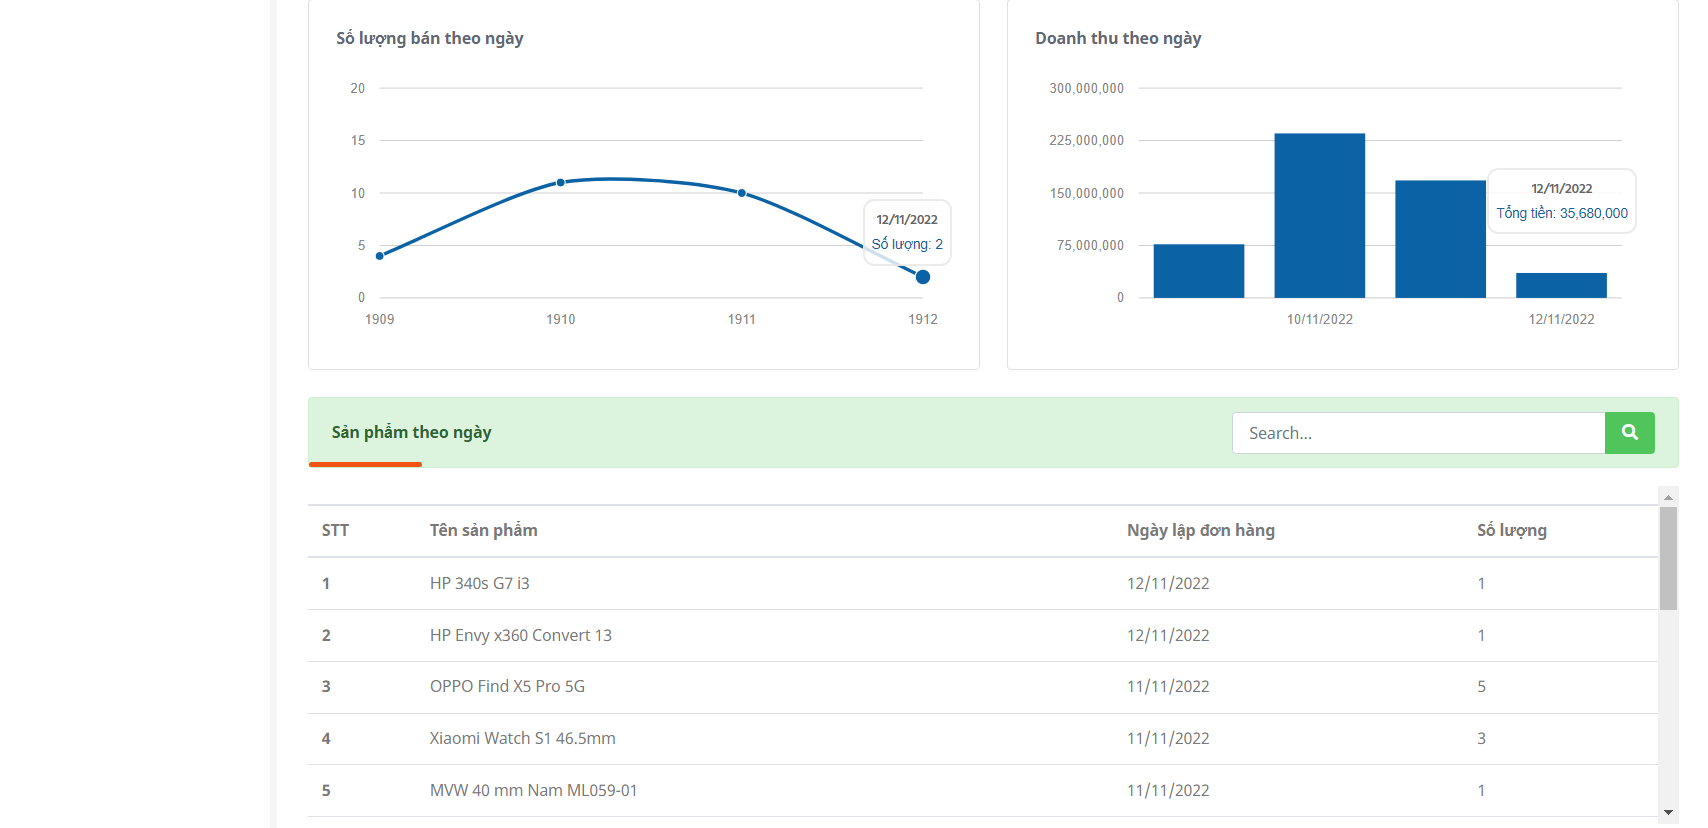 Số lượng bán theo ngày
20
15
10
5
0
1909 1910 1911 1912
12/11/2022
Số lượng: 2
Doanh thu theo ngày
300,000,000
225,000,000
150,000,000
75,000,000
0
10/11/2022 12/11/2022
12/11/2022
Tổng tiền: 35,680,000
Sản phẩm theo ngày
Search...
STT Tên sản phẩm Ngày lập đơn hàng Số lượng
1 HP 340s G7 i3 12/11/2022 1
2 HP Envy x360 Convert 13 12/11/2022 1
3 OPPO Find X5 Pro 5G 11/11/2022 5
4 Xiaomi Watch S1 46.5mm 11/11/2022 3
5 MVW 40 mm Nam ML059-01 11/11/2022 1